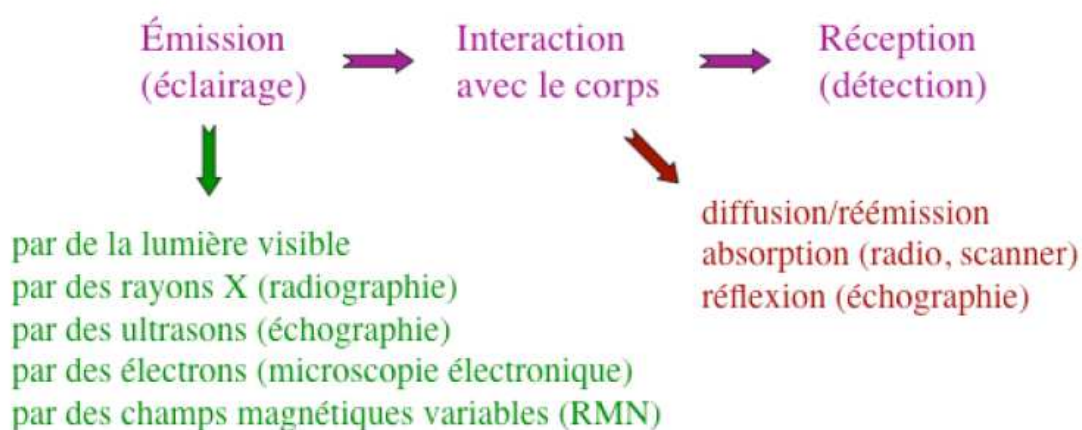 Émission
(éclairage)
Interaction
avec le corps
Réception
(détection)
par de la lumière visible
par des rayons X (radiographie)
par des ultrasons (échographie)
par des électrons (microscopie électronique)
par des champs magnétiques variables (RMN)
diffusion/réémission
absorption (radio, scanner)
réflexion (échographie)